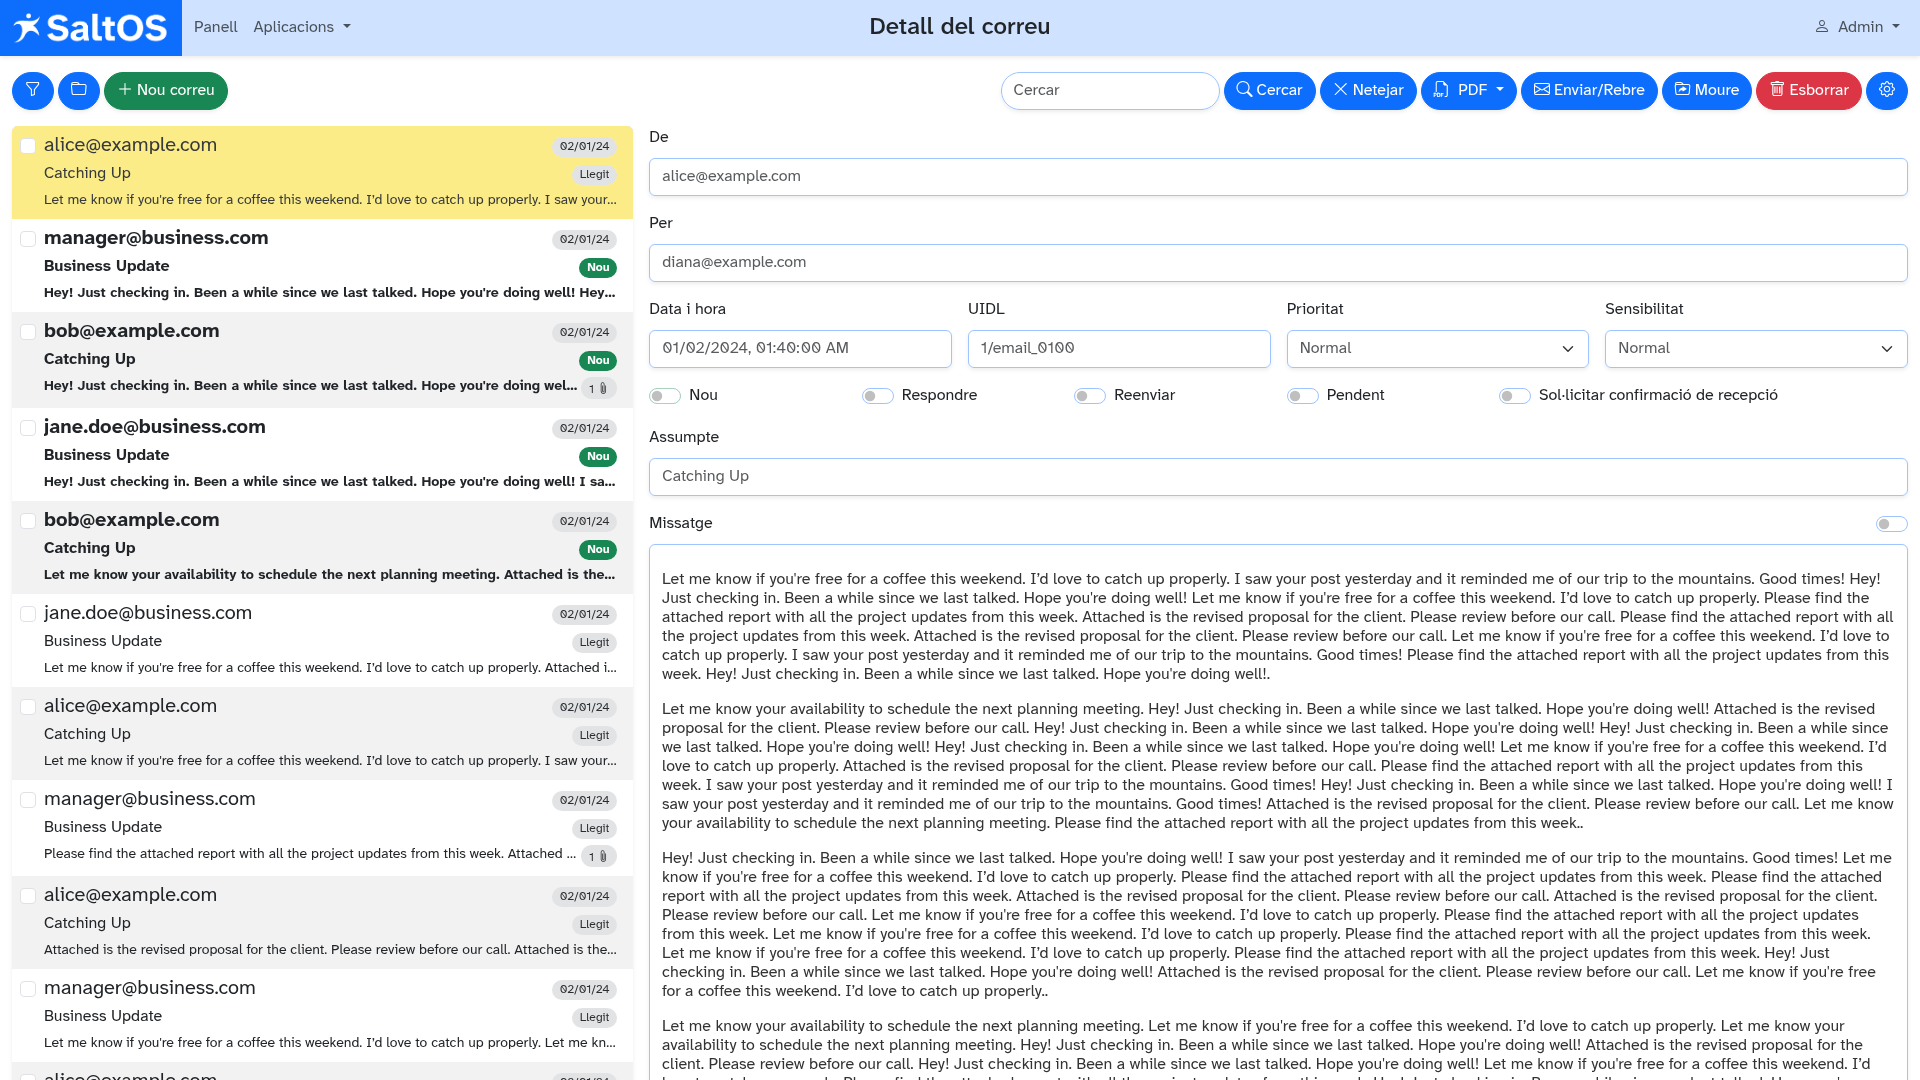 SaltOS
Panell
Aplicacions
Detall del correu
Admin
Nou correu
Cercar
Cercar
Netejar
PDF
Enviar/Rebre
Moure
Esborrar
alice@example.com
02/01/24
Catching Up
Llegit
Let me know if you're free for a coffee this weekend. I'd love to catch up properly. I saw your...
manager@business.com
02/01/24
Business Update
Nou
Hey! Just checking in. Been a while since we last talked. Hope you're doing well! Hey...
bob@example.com
02/01/24
Catching Up
Nou
Hey! Just checking in. Been a while since we last talked. Hope you're doing wel...
1
jane.doe@business.com
02/01/24
Business Update
Nou
Hey! Just checking in. Been a while since we last talked. Hope you're doing well! I sa...
bob@example.com
02/01/24
Catching Up
Nou
Let me know your availability to schedule the next planning meeting. Attached is the...
jane.doe@business.com
02/01/24
Business Update
Llegit
Let me know if you're free for a coffee this weekend. I'd love to catch up properly. Attached i...
alice@example.com
02/01/24
Catching Up
Llegit
Let me know if you're free for a coffee this weekend. I'd love to catch up properly. I saw your...
manager@business.com
02/01/24
Business Update
Llegit
Please find the attached report with all the project updates from this week. Attached ...
1
alice@example.com
02/01/24
Catching Up
Llegit
Attached is the revised proposal for the client. Please review before our call. Attached is the...
manager@business.com
02/01/24
Business Update
Llegit
Let me know if you're free for a coffee this weekend. I'd love to catch up properly. Let me kn...
De
alice@example.com
Per
diana@example.com
Data i hora
UIDL
Prioritat
Sensibilitat
01/02/2024, 01:40:00 AM
1/email_0100
Normal
Normal
Nou
Respondre
Reenviar
Pendent
Sol·licitar confirmació de recepció
Assumpte
Catching Up
Missatge
Let me know if you're free for a coffee this weekend. I'd love to catch up properly. I saw your post yesterday and it reminded me of our trip to the mountains. Good times! Hey!
Just checking in. Been a while since we last talked. Hope you're doing well! Let me know if you're free for a coffee this weekend. I'd love to catch up properly. Please find the
attached report with all the project updates from this week. Attached is the revised proposal for the client. Please review before our call. Please find the attached report with all
the project updates from this week. Attached is the revised proposal for the client. Please review before our call. Let me know if you're free for a coffee this weekend. I'd love to
catch up properly. I saw your post yesterday and it reminded me of our trip to the mountains. Good times! Please find the attached report with all the project updates from this
week. Hey! Just checking in. Been a while since we last talked. Hope you're doing well!.
Let me know your availability to schedule the next planning meeting. Hey! Just checking in. Been a while since we last talked. Hope you're doing well! Attached is the revised
proposal for the client. Please review before our call. Hey! Just checking in. Been a while since we last talked. Hope you're doing well! Hey! Just checking in. Been a while since
we last talked. Hope you're doing well! Hey! Just checking in. Been a while since we last talked. Hope you're doing well! Let me know if you're free for a coffee this weekend. I'd
love to catch up properly. Attached is the revised proposal for the client. Please review before our call. Please find the attached report with all the project updates from this
week. I saw your post yesterday and it reminded me of our trip to the mountains. Good times! Hey! Just checking in. Been a while since we last talked. Hope you're doing well! I
saw your post yesterday and it reminded me of our trip to the mountains. Good times! Attached is the revised proposal for the client. Please review before our call. Let me know
your availability to schedule the next planning meeting. Please find the attached report with all the project updates from this week..
Hey! Just checking in. Been a while since we last talked. Hope you're doing well! I saw your post yesterday and it reminded me of our trip to the mountains. Good times! Let me
know if you're free for a coffee this weekend. I'd love to catch up properly. Please find the attached report with all the project updates from this week. Please find the attached
report with all the project updates from this week. Attached is the revised proposal for the client. Please review before our call. Attached is the revised proposal for the client.
Please review before our call. Let me know if you're free for a coffee this weekend. I'd love to catch up properly. Please find the attached report with all the project updates
from this week. Let me know if you're free for a coffee this weekend. I'd love to catch up properly. Please find the attached report with all the project updates from this week.
Let me know if you're free for a coffee this weekend. I'd love to catch up properly. Please find the attached report with all the project updates from this week. Hey! Just
checking in. Been a while since we last talked. Hope you're doing well! Attached is the revised proposal for the client. Please review before our call. Let me know if you're free
for a coffee this weekend. I'd love to catch up properly..
Let me know your availability to schedule the next planning meeting. Let me know if you're free for a coffee this weekend. I'd love to catch up properly. Let me know your
availability to schedule the next planning meeting. Hey! Just checking in. Been a while since we last talked. Hope you're doing well! Attached is the revised proposal for the
client. Please review before our call. Hey! Just checking in. Been a while since we last talked. Hope you're doing well! Let me know if you're free for a coffee this weekend. I'd